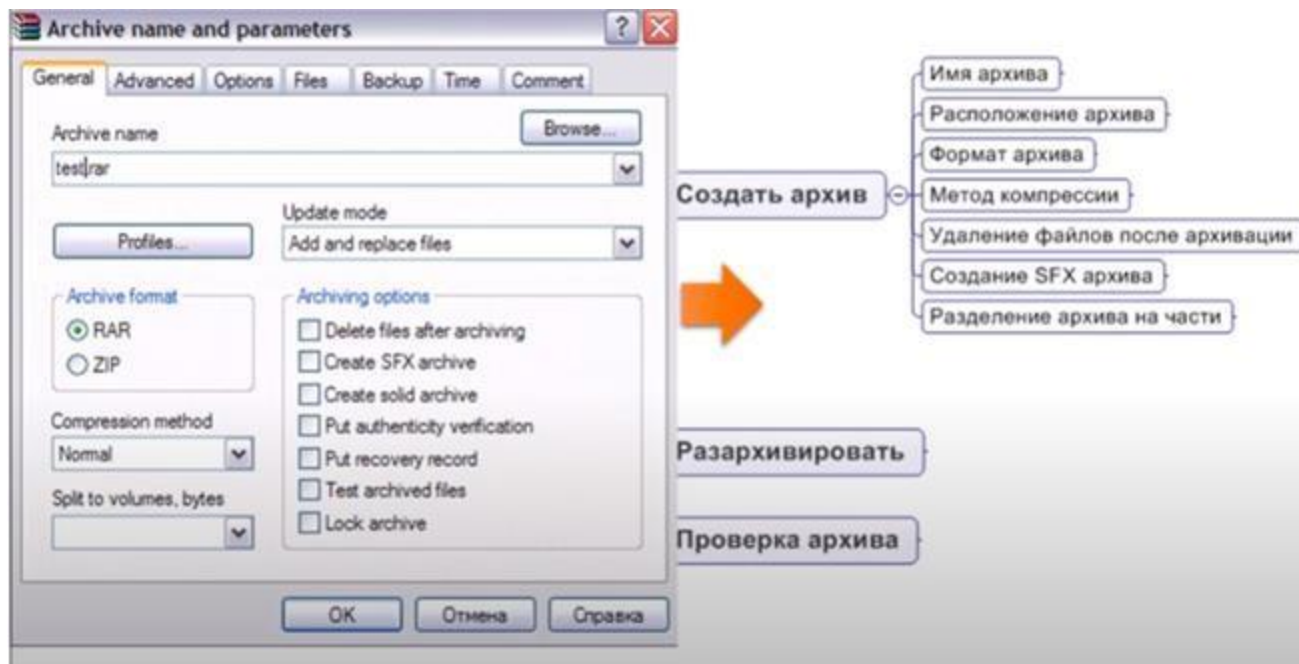 Archive name and parameters
General Advanced Options Files Backup Time Comment
Archive name
Browse...
test.rar
Update mode
Profiles...
Add and replace files
Archive format
RAR
ZIP
Archiving options
Delete files after archiving
Create SFX archive
Create solid archive
Put authenticity verification
Put recovery record
Test archived files
Lock archive
Compression method
Normal
Split to volumes, bytes
OK Отмена Справка
Создать архив
Имя архива
Расположение архива
Формат архива
Метод компрессии
Удаление файлов после архивации
Создание SFX архива
Разделение архива на части
Разархивировать
Проверка архива